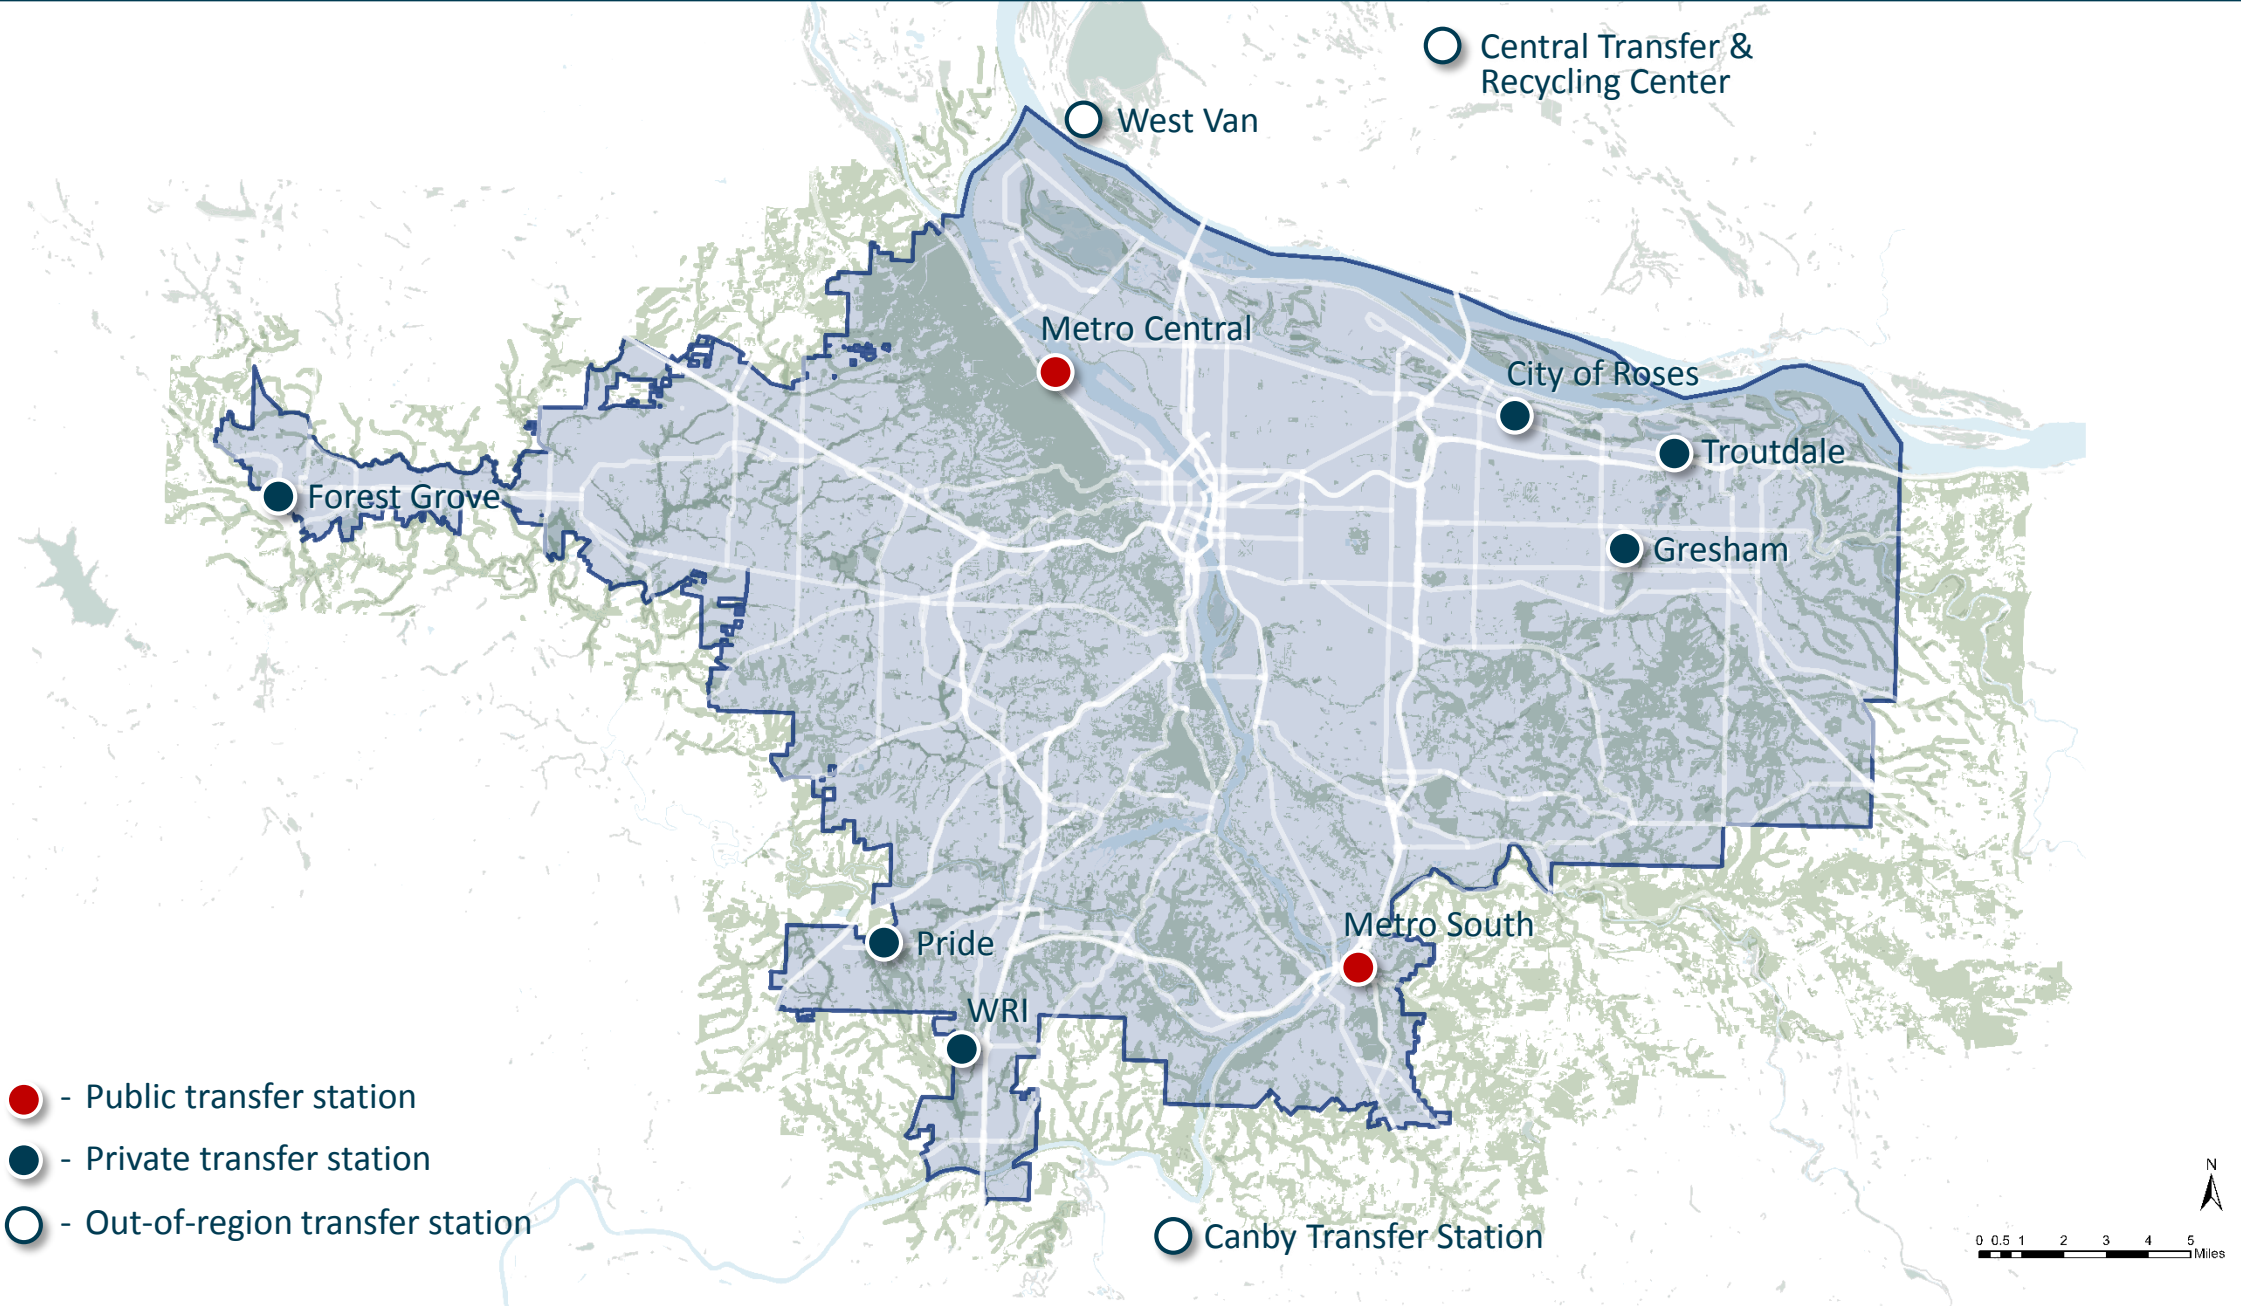 Central Transfer &
Recycling Center
West Van
Metro Central
City of Roses
Troutdale
Forest Grove
Gresham
Metro South
Pride
WRI
- Public transfer station
- Private transfer station
- Out-of-region transfer station
Canby Transfer Station
N
0 0.5 1 2 3 4 5
Miles